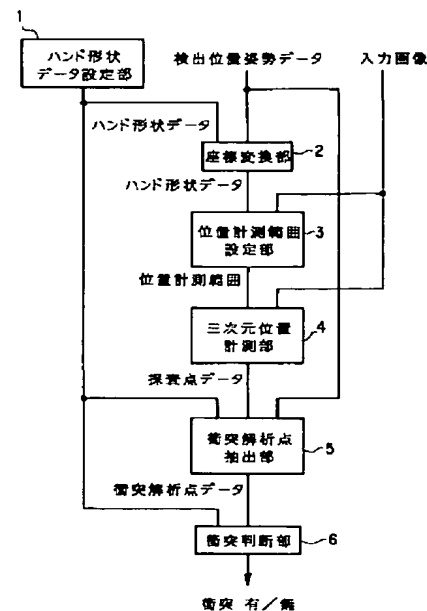 1
ハンド形状
データ設定部
検出位置姿勢データ
入力画像
ハンド形状データ
座標変換部
2
ハンド形状データ
位置計測範囲
設定部
3
位置計測範囲
三次元位置
計測部
4
探索点データ
衝突解析点
抽出部
5
衝突解析点データ
衝突判断部
6
衝突 有/無